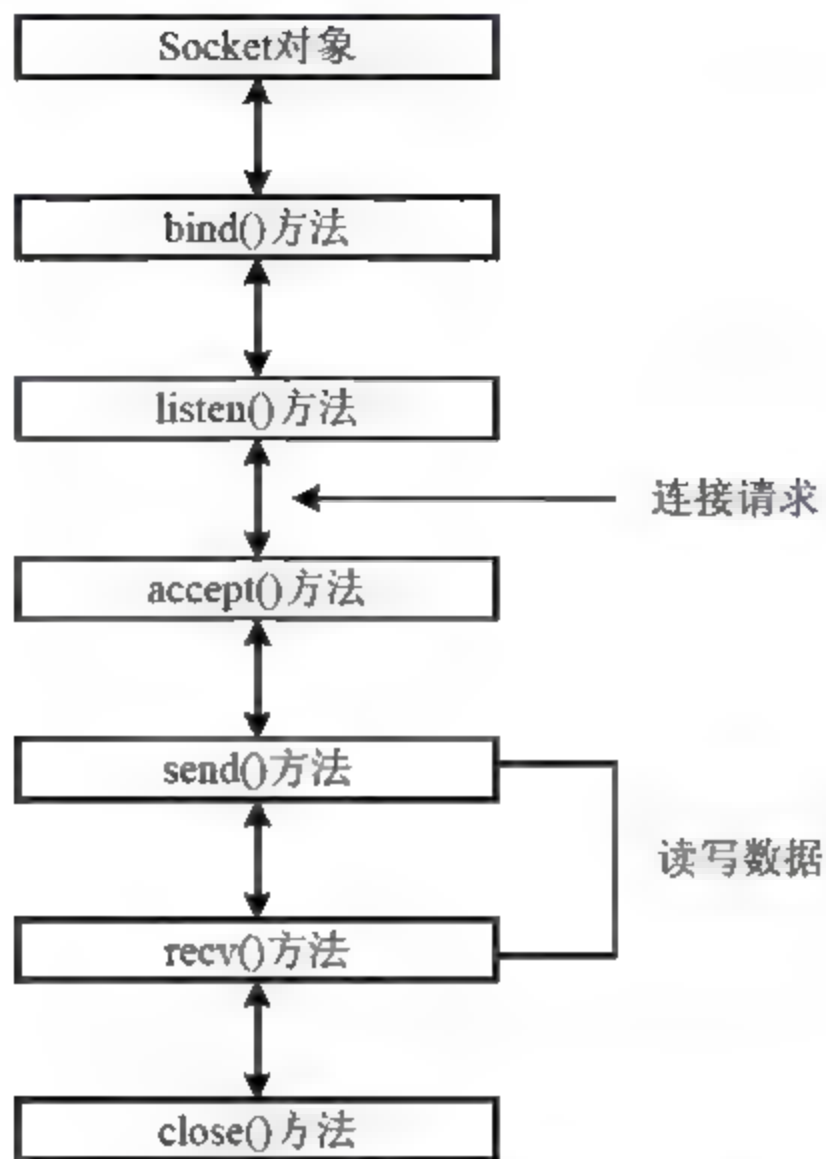 Socket对象
bind()方法
listen()方法
连接请求
accept()方法
send()方法
读写数据
recv()方法
close()方法